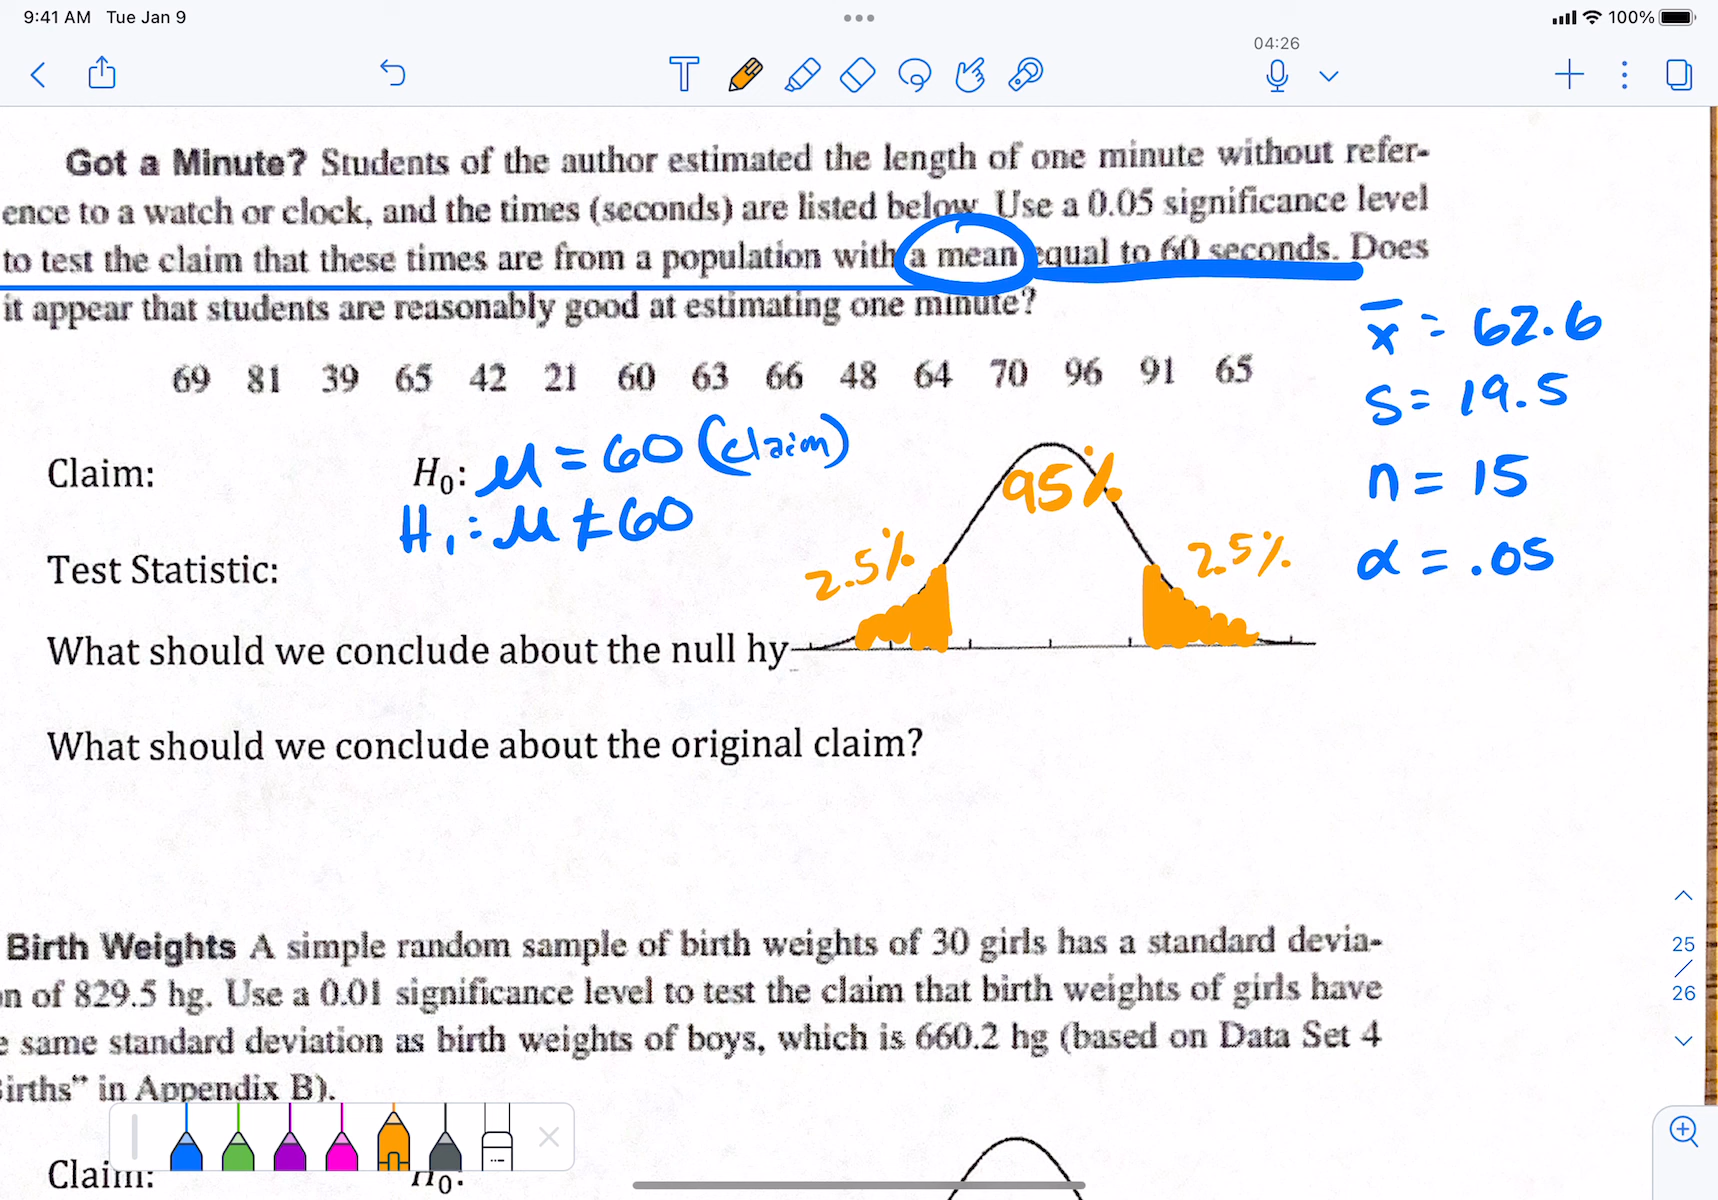 9:41 AM Tue Jan 9
100%
04:26
Got a Minute? Students of the author estimated the length of one minute without refer-
ence to a watch or clock, and the times (seconds) are listed below. Use a 0.05 significance level
to test the claim that these times are from a population with a mean equal to 60 seconds. Does
it appear that students are reasonably good at estimating one minute?
x̄ = 62.6
69 81 39 65 42 21 60 63 66 48 64 70 96 91 65
s = 19.5
Claim: H₀: μ = 60 (claim)
95%
n = 15
H₁: μ ≠ 60
2.5% 2.5%
α = .05
Test Statistic:
What should we conclude about the null hy
What should we conclude about the original claim?
Birth Weights A simple random sample of birth weights of 30 girls has a standard devia-
on of 829.5 hg. Use a 0.01 significance level to test the claim that birth weights of girls have
e same standard deviation as birth weights of boys, which is 660.2 hg (based on Data Set 4
irths” in Appendix B).
25
/
26
Claim: H₀: